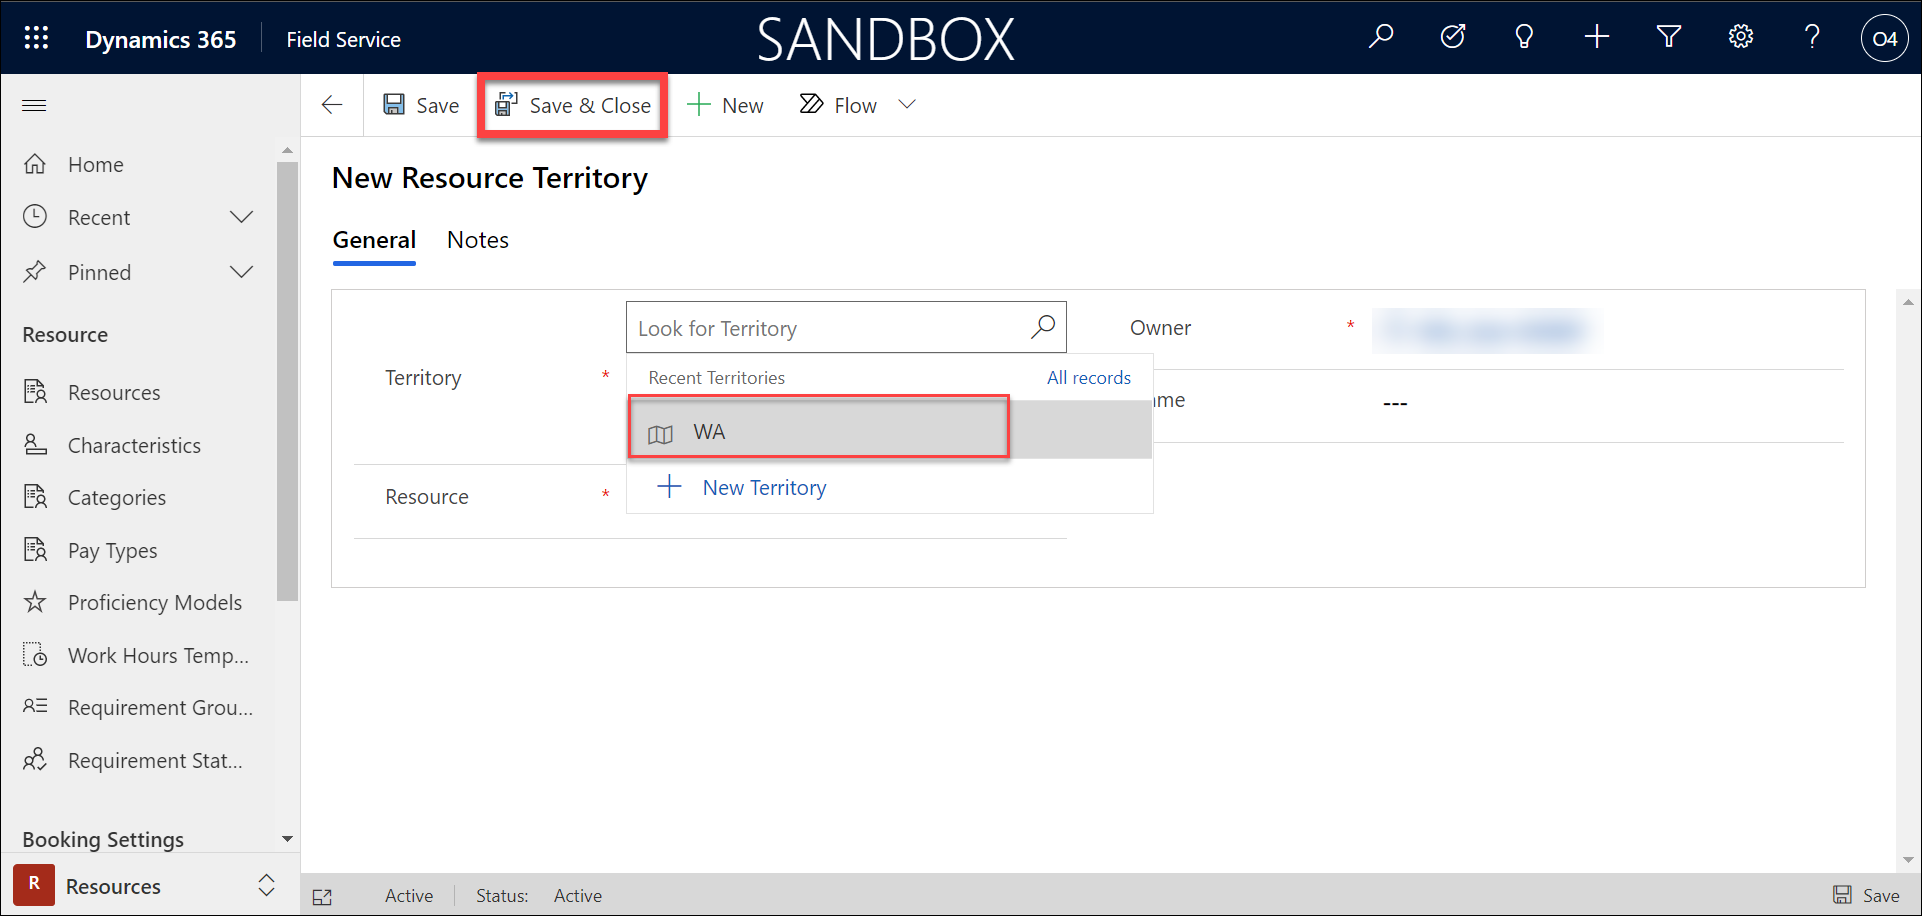 Dynamics 365
Field Service
SANDBOX
O4
Save
Save & Close
New
Flow
Home
Recent
Pinned
Resource
Resources
Characteristics
Categories
Pay Types
Proficiency Models
Work Hours Temp...
Requirement Grou...
Requirement Stat...
Booking Settings
R
Resources
New Resource Territory
General
Notes
Territory
*
Look for Territory
Recent Territories
All records
WA
New Territory
Resource
*
Owner
*
me
---
Active
Status:
Active
Save